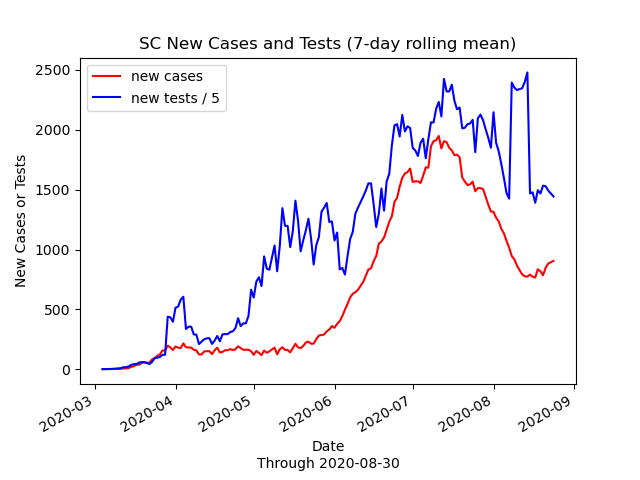 SC New Cases and Tests (7-day rolling mean)
new cases
new tests / 5
New Cases or Tests
2500
2000
1500
1000
500
0
2020-03
2020-04
2020-05
2020-06
2020-07
2020-08
2020-09
Date
Through 2020-08-30